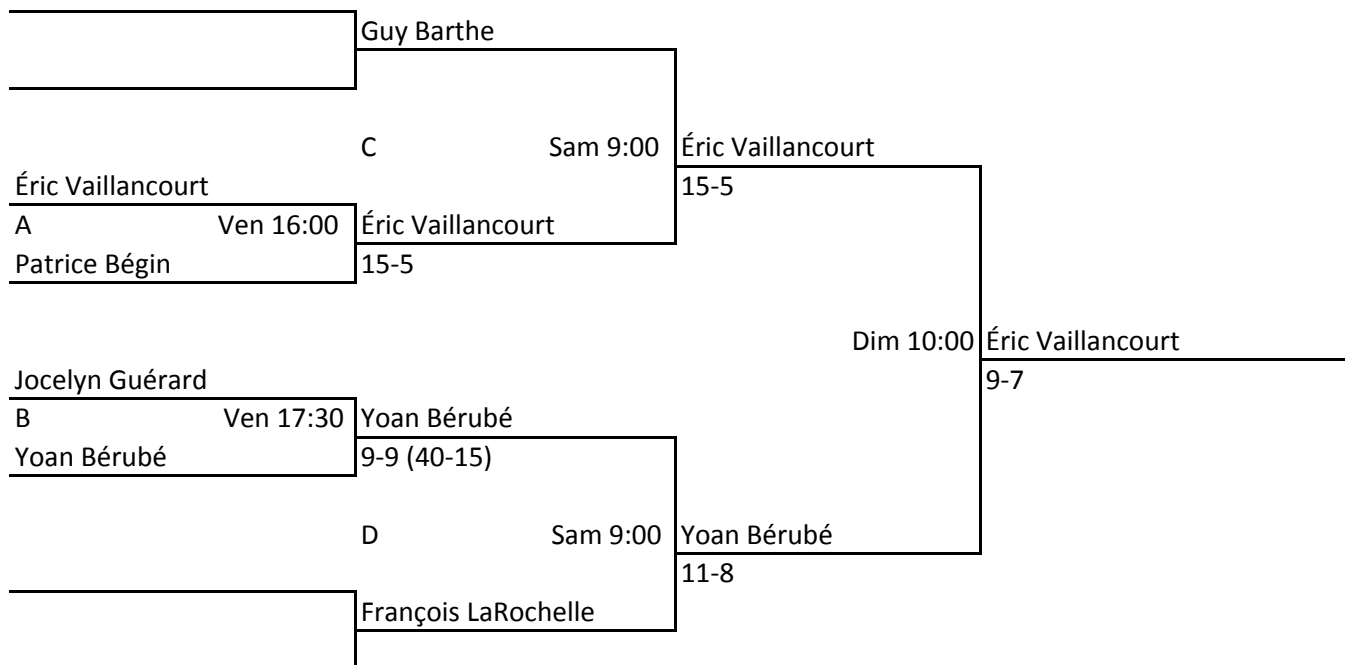 Guy Barthe
C Sam 9:00 Éric Vaillancourt
Éric Vaillancourt 15-5
A Ven 16:00 Éric Vaillancourt
Patrice Bégin 15-5
Dim 10:00 Éric Vaillancourt
Jocelyn Guérard 9-7
B Ven 17:30 Yoan Bérubé
Yoan Bérubé 9-9 (40-15)
D Sam 9:00 Yoan Bérubé
11-8
François LaRochelle